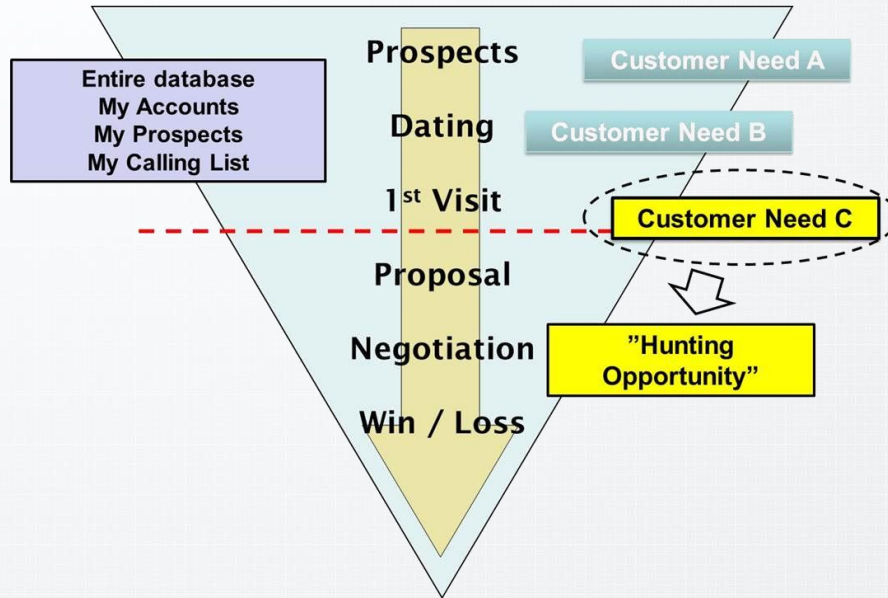 Entire database
My Accounts
My Prospects
My Calling List
Prospects
Dating
1st Visit
Proposal
Negotiation
Win / Loss
Customer Need A
Customer Need B
Customer Need C
”Hunting
Opportunity”